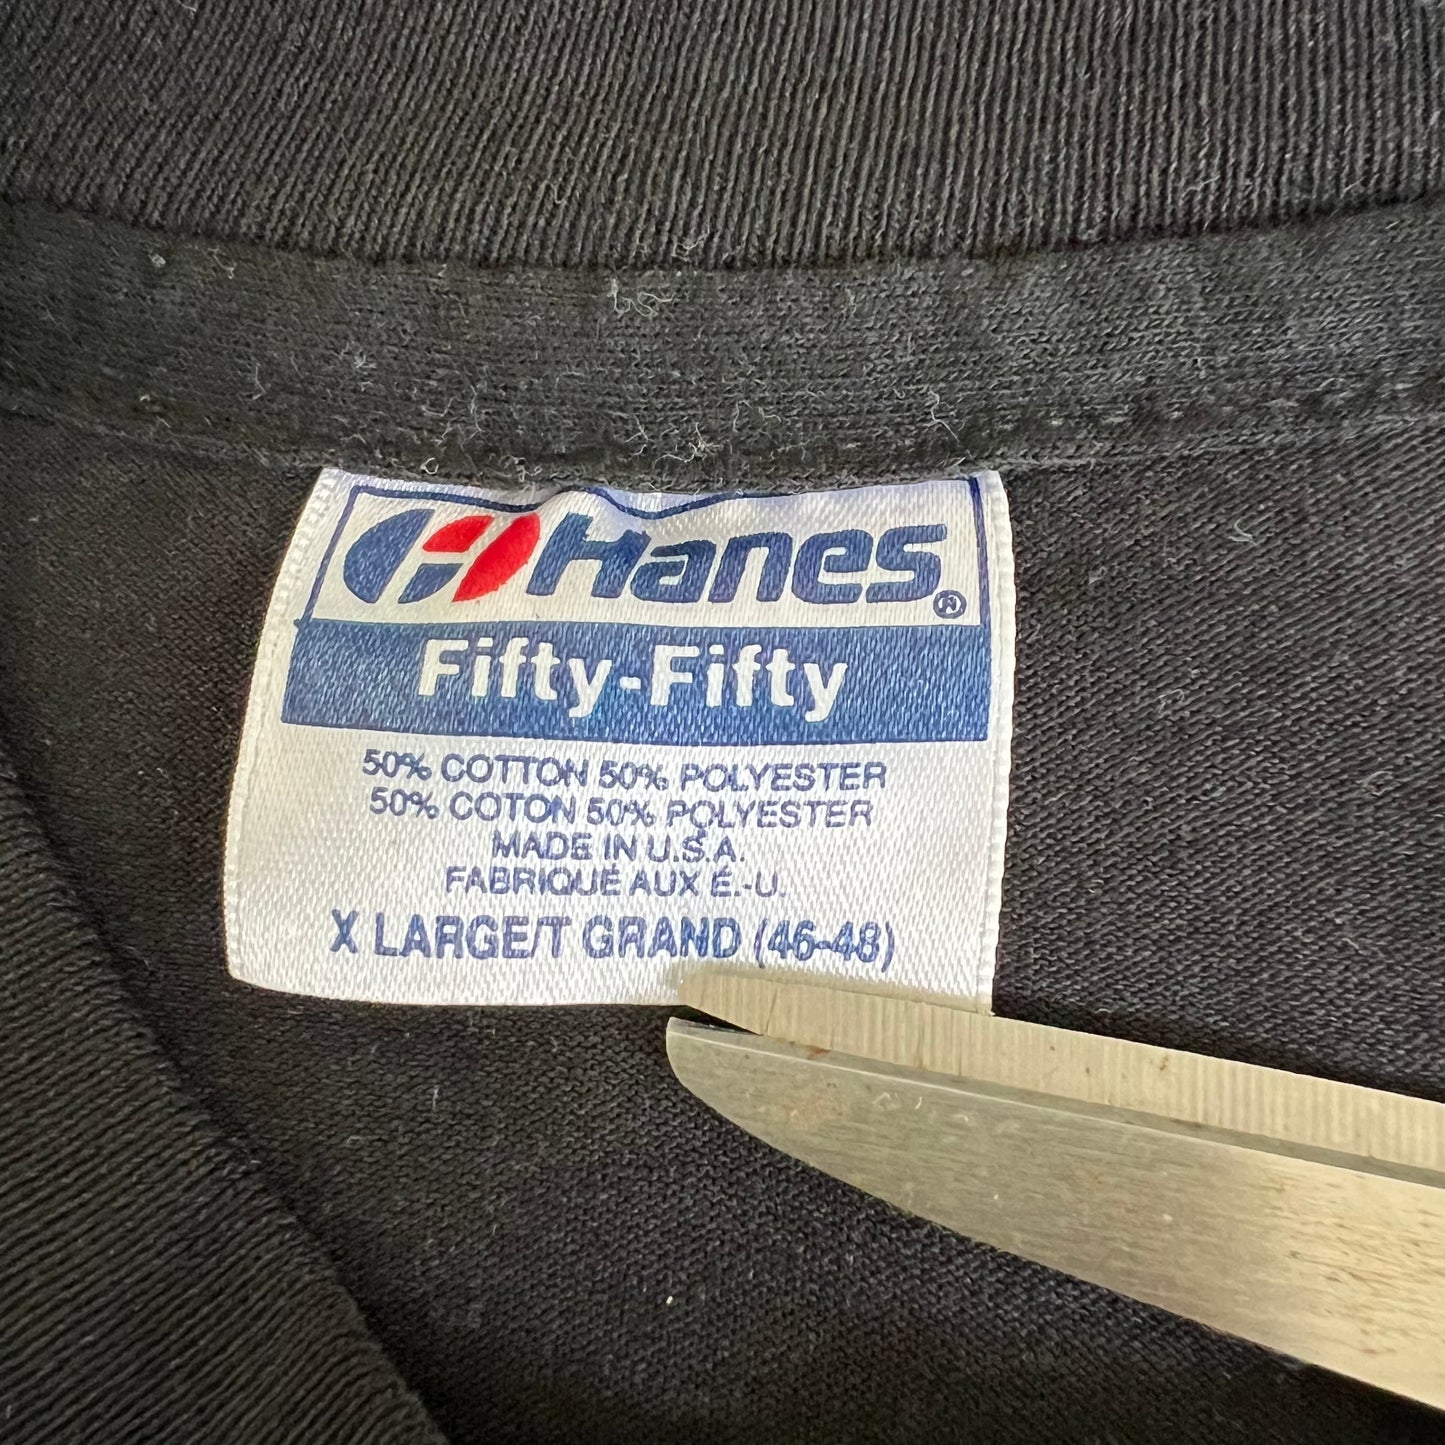 Hanes®
Fifty-Fifty
50% COTTON 50% POLYESTER
50% COTON 50% POLYESTER
MADE IN U.S.A.
FABRIQUÉ AUX É.-U.
X LARGE/T GRAND (46-48)